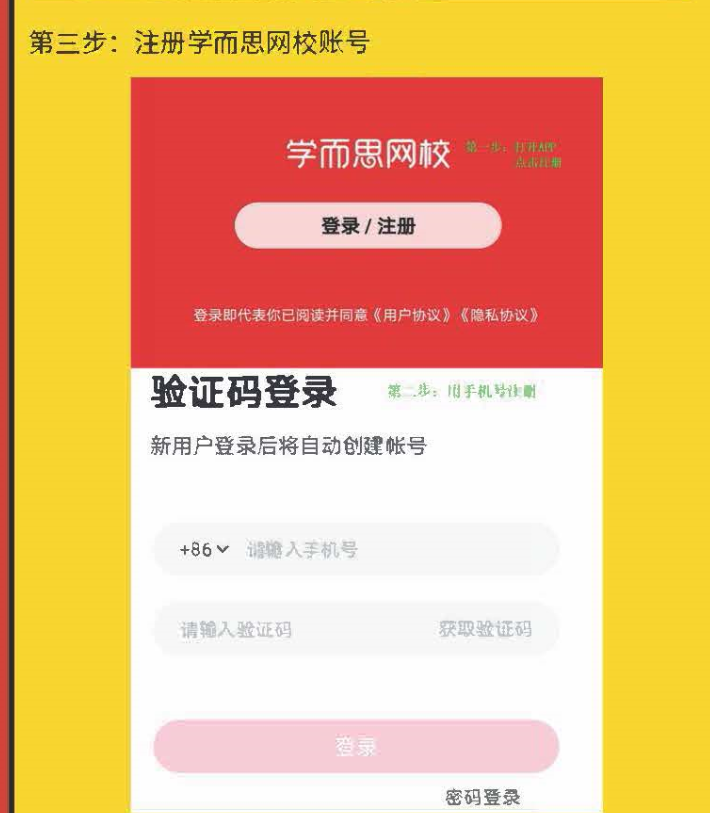 第三步：注册学而思网校账号
学而思网校
第一步：打开APP
点击注册
登录 / 注册
登录即代表你已阅读并同意《用户协议》《隐私协议》
验证码登录
第二步：用手机号注册
新用户登录后将自动创建帐号
+86 请输入手机号
请输入验证码 获取验证码
登录
密码登录